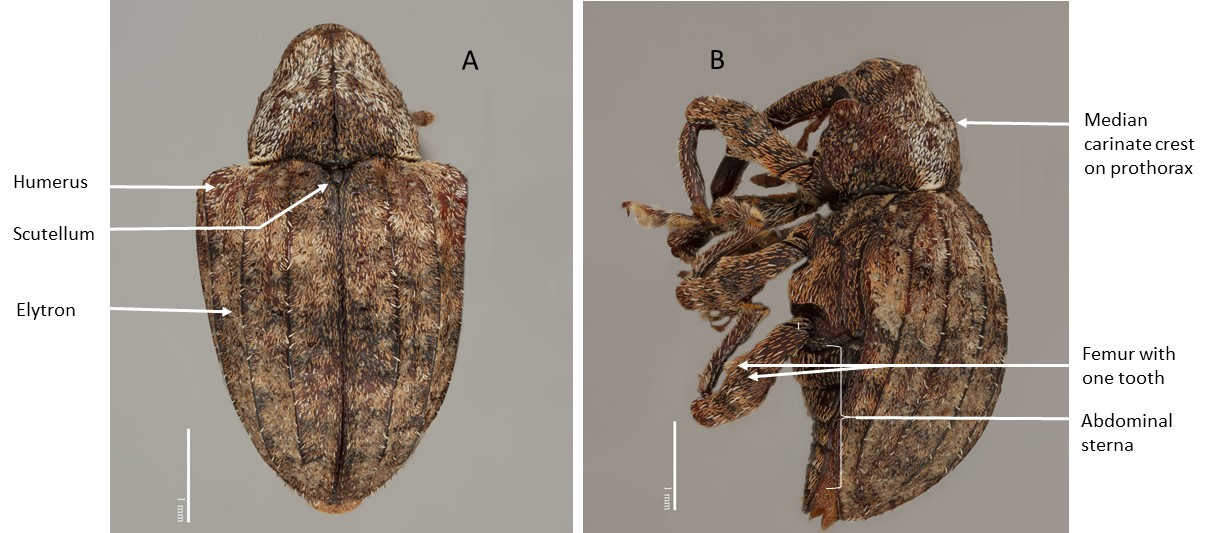 A
B
Humerus
Scutellum
Elytron
1 mm
Median
carinate crest
on prothorax
Femur with
one tooth
Abdominal
sterna
1 mm